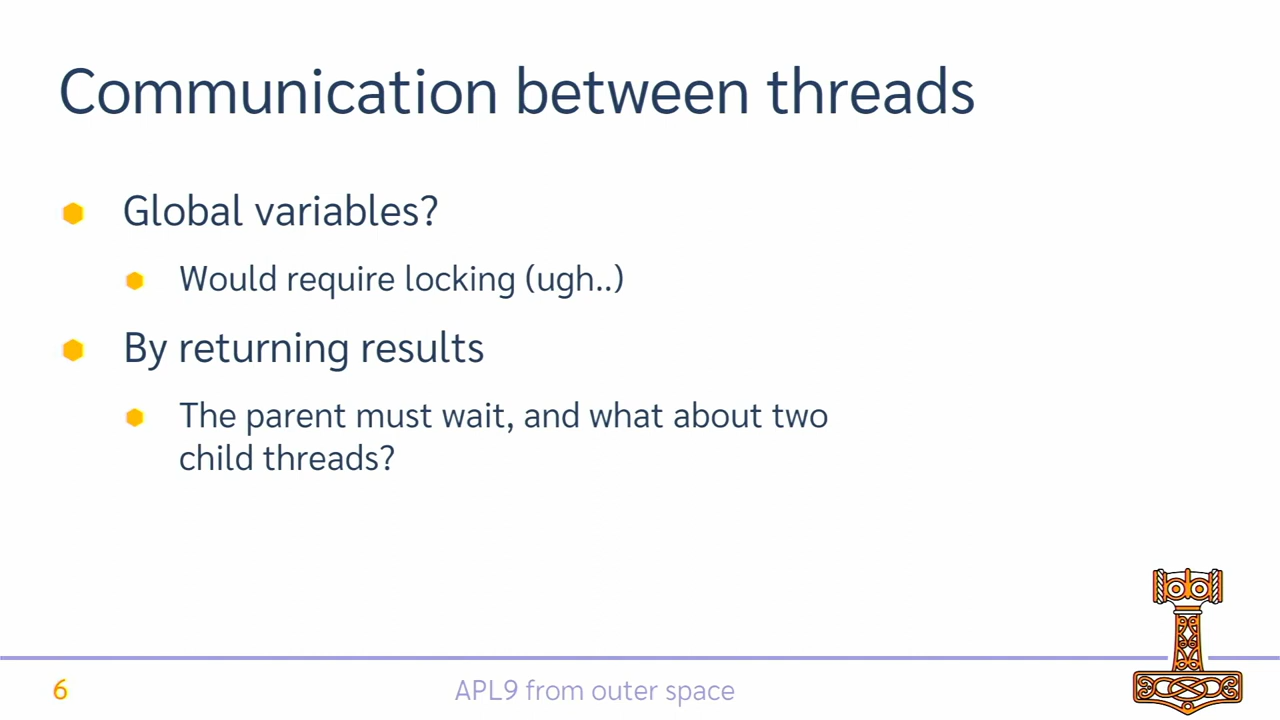 Communication between threads
Global variables?
Would require locking (ugh..)
By returning results
The parent must wait, and what about two
child threads?
6
APL9 from outer space